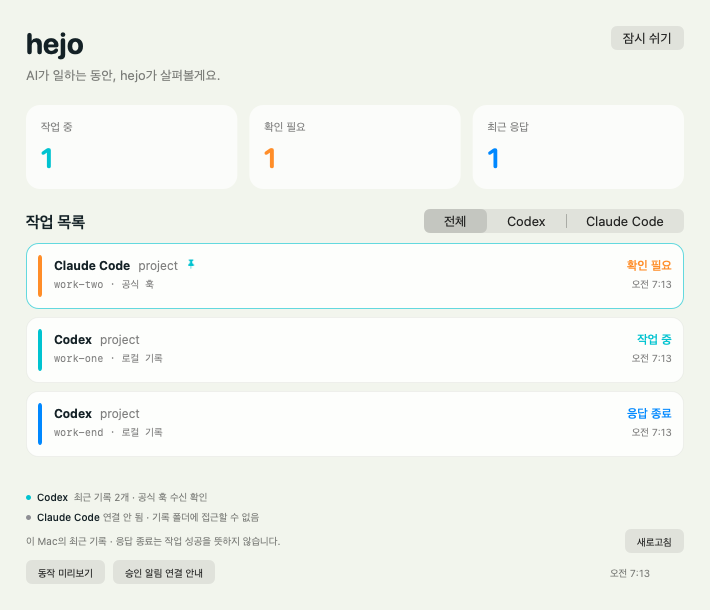 hejo
잠시 쉬기
AI가 일하는 동안, hejo가 살펴볼게요.
작업 중
확인 필요
최근 응답
1
1
1
작업 목록
전체
Codex
Claude Code
Claude Code project
확인 필요
work-two · 공식 훅
오전 7:13
Codex project
작업 중
work-one · 로컬 기록
오전 7:13
Codex project
응답 종료
work-end · 로컬 기록
오전 7:13
Codex 최근 기록 2개 · 공식 훅 수신 확인
Claude Code 연결 안 됨 · 기록 폴더에 접근할 수 없음
이 Mac의 최근 기록 · 응답 종료는 작업 성공을 뜻하지 않습니다.
새로고침
동작 미리보기
승인 알림 연결 안내
오전 7:13